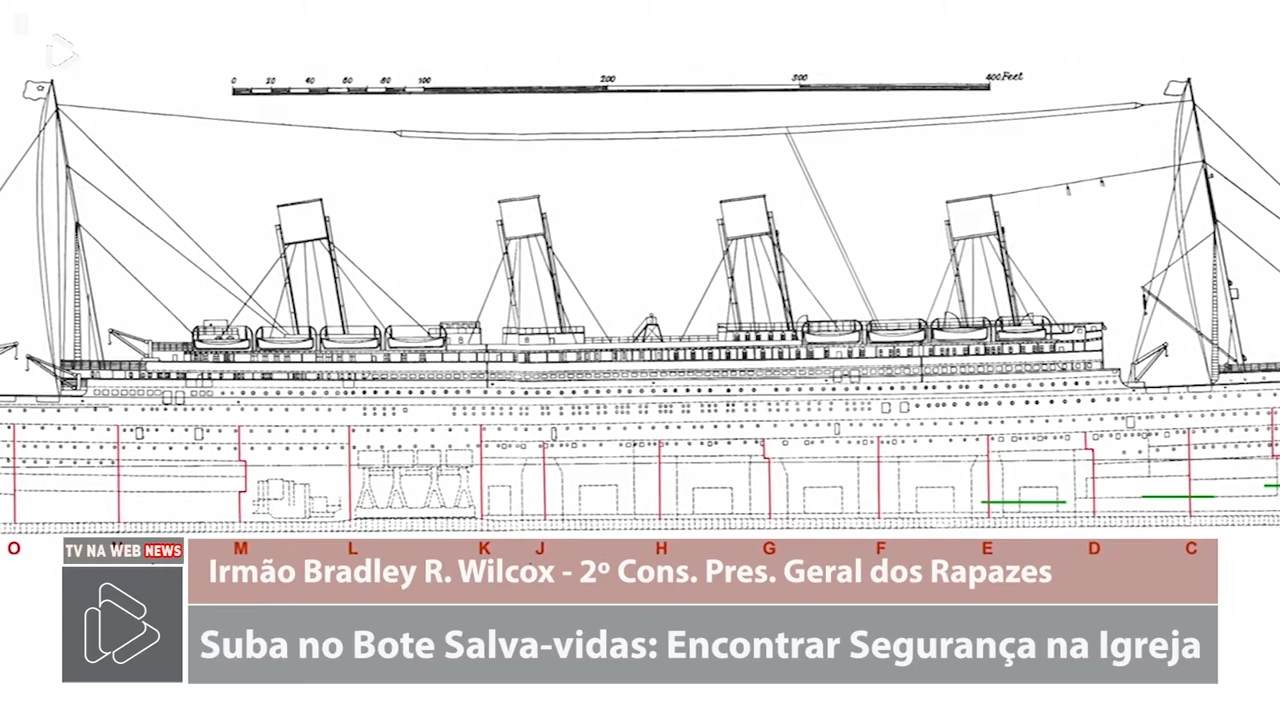 0 20 40 60 80 100 200 300 400 Feet
O M L K J H G F E D C
TV NA WEB NEWS
Irmão Bradley R. Wilcox - 2º Cons. Pres. Geral dos Rapazes
Suba no Bote Salva-vidas: Encontrar Segurança na Igreja